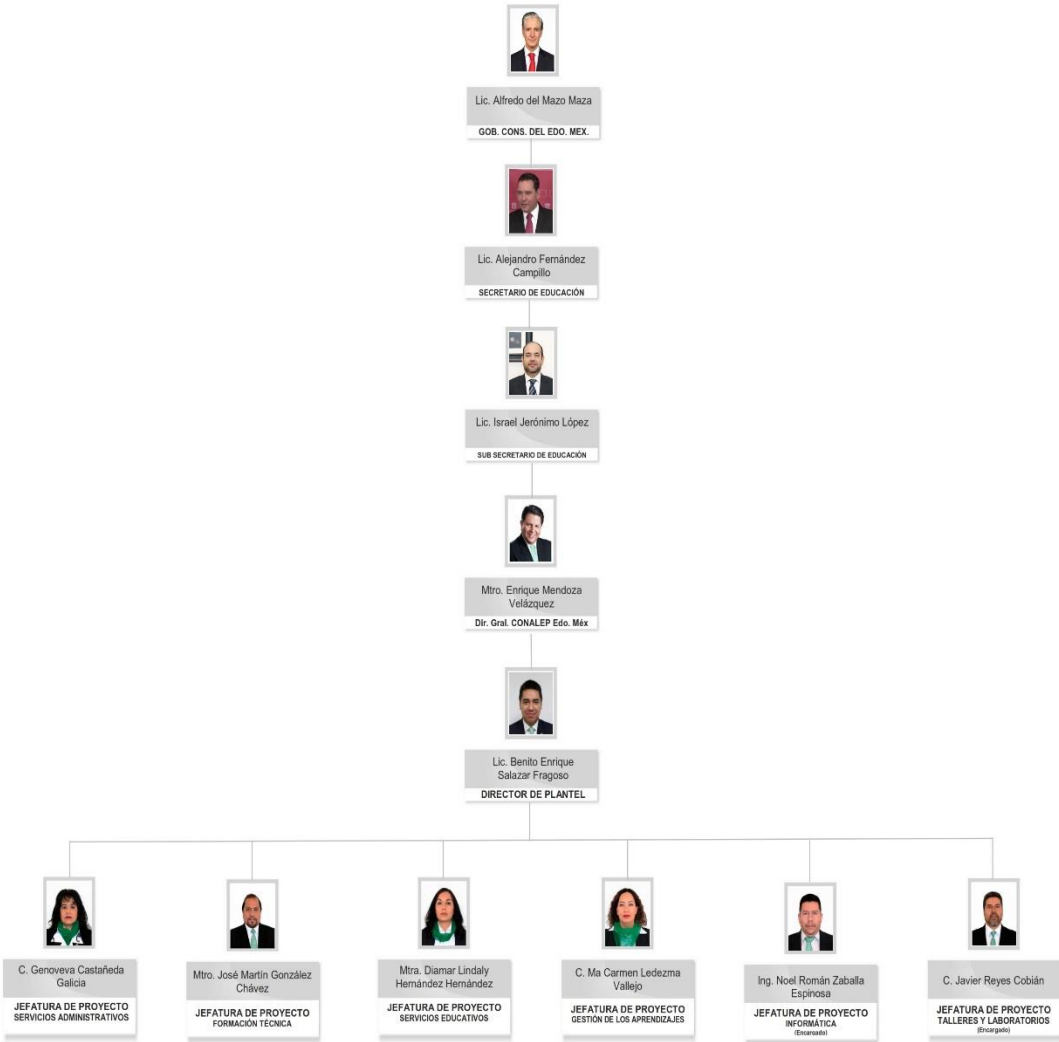 Lic. Alfredo del Mazo Maza
GOB. CONS. DEL EDO. MEX.
Lic. Alejandro Fernández
Campillo
SECRETARIO DE EDUCACIÓN
Lic. Israel Jerónimo López
SUB SECRETARIO DE EDUCACIÓN
Mtro. Enrique Mendoza
Velázquez
Dir. Gral. CONALEP Edo. Méx
Lic. Benito Enrique
Salazar Fragoso
DIRECTOR DE PLANTEL
C. Genoveva Castañeda
Galicia
JEFATURA DE PROYECTO
SERVICIOS ADMINISTRATIVOS
Mtro. José Martín González
Chávez
JEFATURA DE PROYECTO
FORMACIÓN TÉCNICA
Mtra. Diamar Lindaly
Hernández Hernández
JEFATURA DE PROYECTO
SERVICIOS EDUCATIVOS
C. Ma Carmen Ledezma
Vallejo
JEFATURA DE PROYECTO
GESTIÓN DE LOS APRENDIZAJES
Ing. Noel Román Zaballa
Espinosa
JEFATURA DE PROYECTO
INFORMÁTICA
(Encargado)
C. Javier Reyes Cobián
JEFATURA DE PROYECTO
TALLERES Y LABORATORIOS
(Encargado)